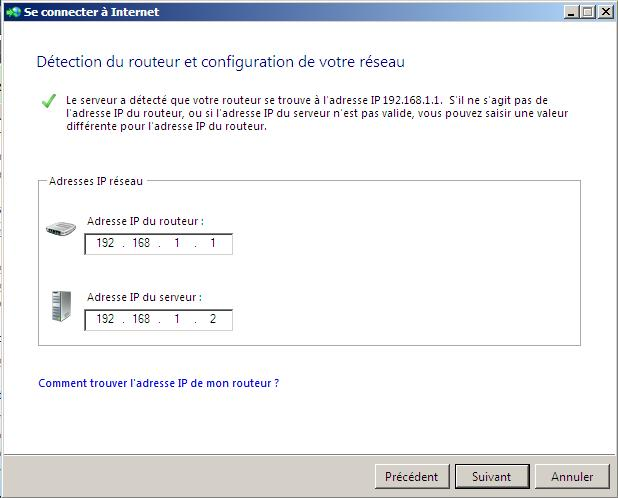 Se connecter à Internet
Détection du routeur et configuration de votre réseau
Le serveur a détecté que votre routeur se trouve à l'adresse IP 192.168.1.1. S'il ne s'agit pas de
l'adresse IP du routeur, ou si l'adresse IP du serveur n'est pas valide, vous pouvez saisir une valeur
différente pour l'adresse IP du routeur.
Adresses IP réseau
Adresse IP du routeur :
192 . 168 . 1 . 1
Adresse IP du serveur :
192 . 168 . 1 . 2
Comment trouver l'adresse IP de mon routeur ?
Précédent Suivant Annuler